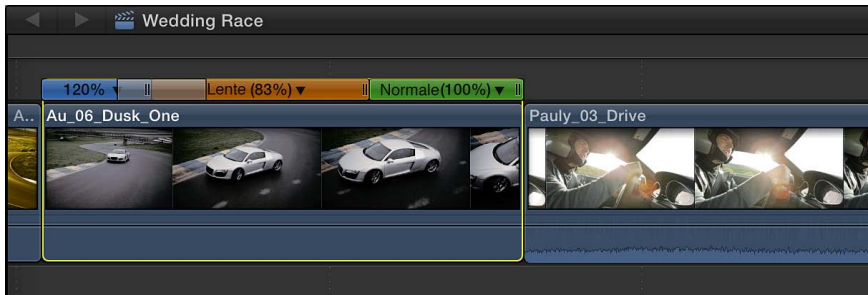 Wedding Race
120% Lente (83%) Normale(100%)
A.. Au_06_Dusk_One Pauly_03_Drive